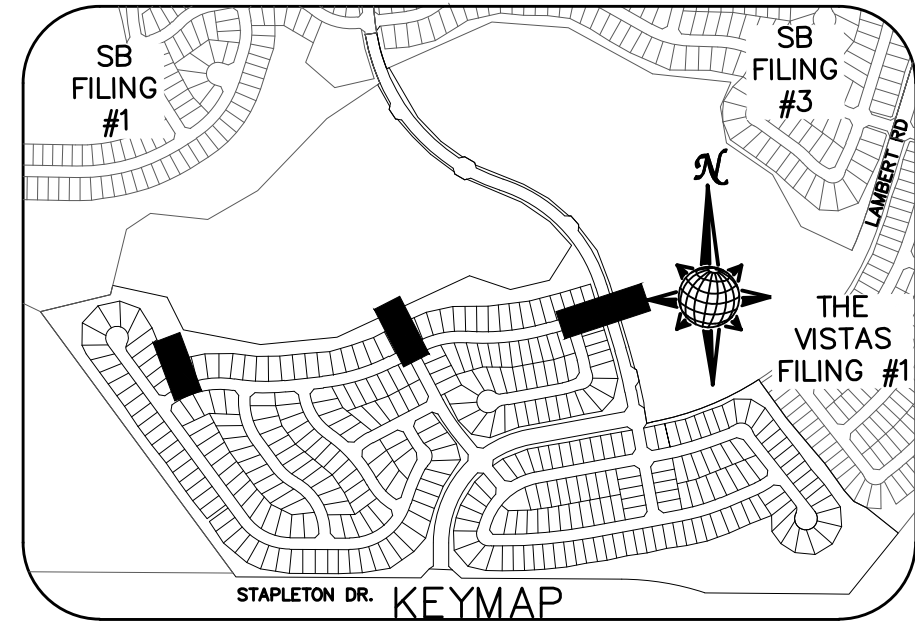 SB
FILING
#1
SB
FILING
#3
LAMBERT RD
N
THE
VISTAS
FILING #1
STAPLETON DR.
KEYMAP